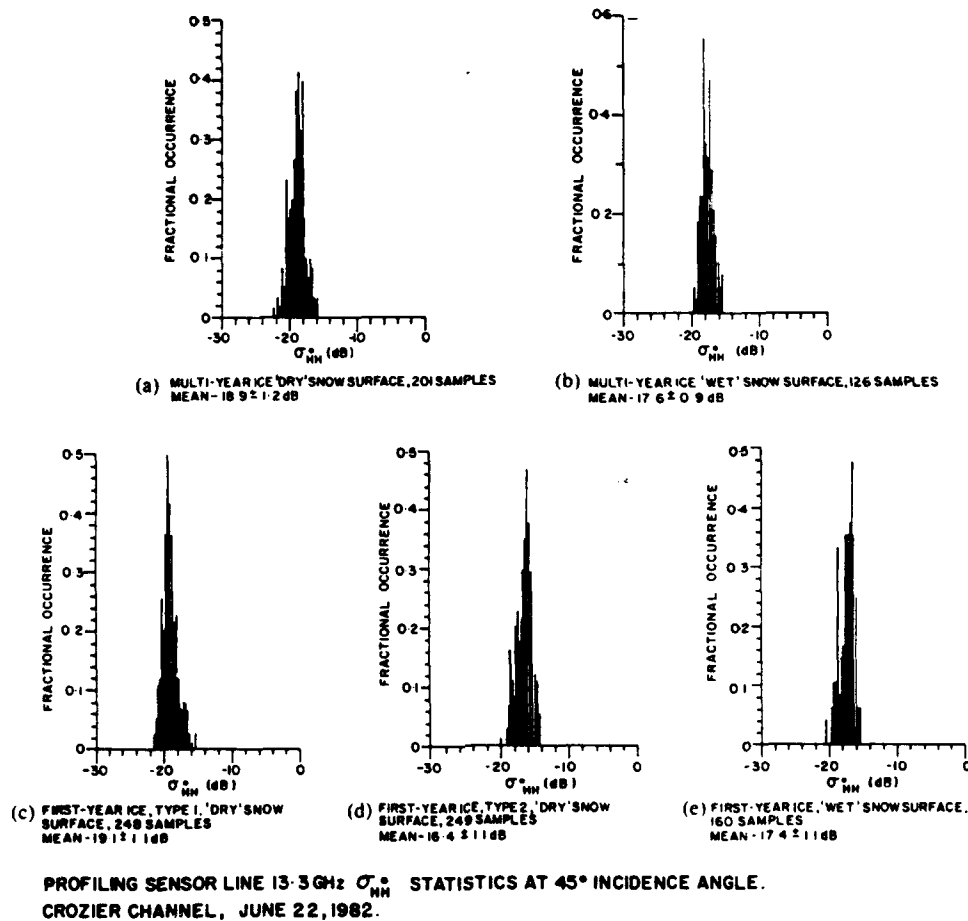 0.5
0.4
0.3
0.2
0.1
0
FRACTIONAL OCCURRENCE
-30 -20 -10 0
σ°HH (dB)
(a) MULTI-YEAR ICE 'DRY' SNOW SURFACE, 201 SAMPLES
MEAN -18.9 ± 1.2 dB
0.6
0.4
0.2
0
FRACTIONAL OCCURRENCE
-30 -20 -10 0
σ°HH (dB)
(b) MULTI-YEAR ICE 'WET' SNOW SURFACE, 126 SAMPLES
MEAN -17.6 ± 0.9 dB
0.5
0.4
0.3
0.2
0.1
0
FRACTIONAL OCCURRENCE
-30 -20 -10 0
σ°HH (dB)
(c) FIRST-YEAR ICE, TYPE 1, 'DRY' SNOW
SURFACE, 248 SAMPLES
MEAN -19.1 ± 1.1 dB
0.5
0.4
0.3
0.2
0.1
0
FRACTIONAL OCCURRENCE
-30 -20 -10 0
σ°HH (dB)
(d) FIRST-YEAR ICE, TYPE 2, 'DRY' SNOW
SURFACE, 249 SAMPLES
MEAN -16.4 ± 1.1 dB
0.5
0.4
0.3
0.2
0.1
0
FRACTIONAL OCCURRENCE
-30 -20 -10 0
σ°HH (dB)
(e) FIRST-YEAR ICE, 'WET' SNOW SURFACE,
160 SAMPLES
MEAN -17.4 ± 1.1 dB
PROFILING SENSOR LINE 13.3 GHz σ°HH STATISTICS AT 45° INCIDENCE ANGLE.
CROZIER CHANNEL, JUNE 22, 1982.